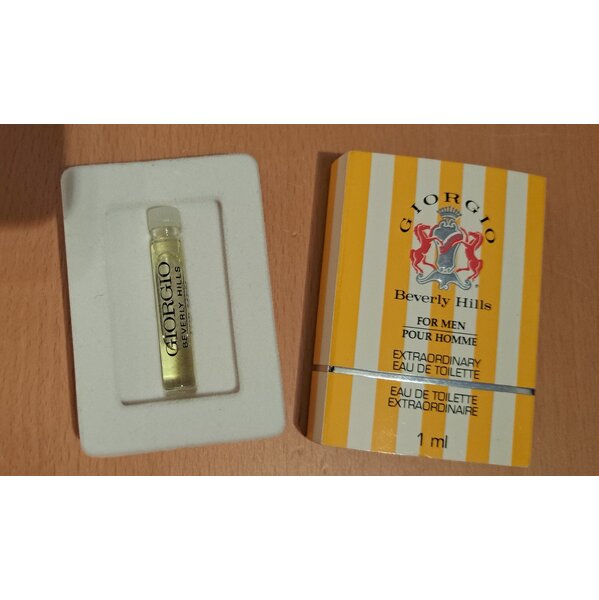 GIORGIO
BEVERLY HILLS
GIORGIO
Beverly Hills
FOR MEN
POUR HOMME
EXTRAORDINARY
EAU DE TOILETTE
EAU DE TOILETTE
EXTRAORDINAIRE
1 ml